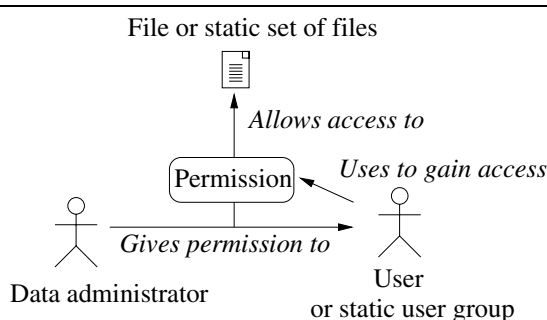 File or static set of files
Allows access to
Permission
Uses to gain access
Gives permission to
Data administrator
User
or static user group